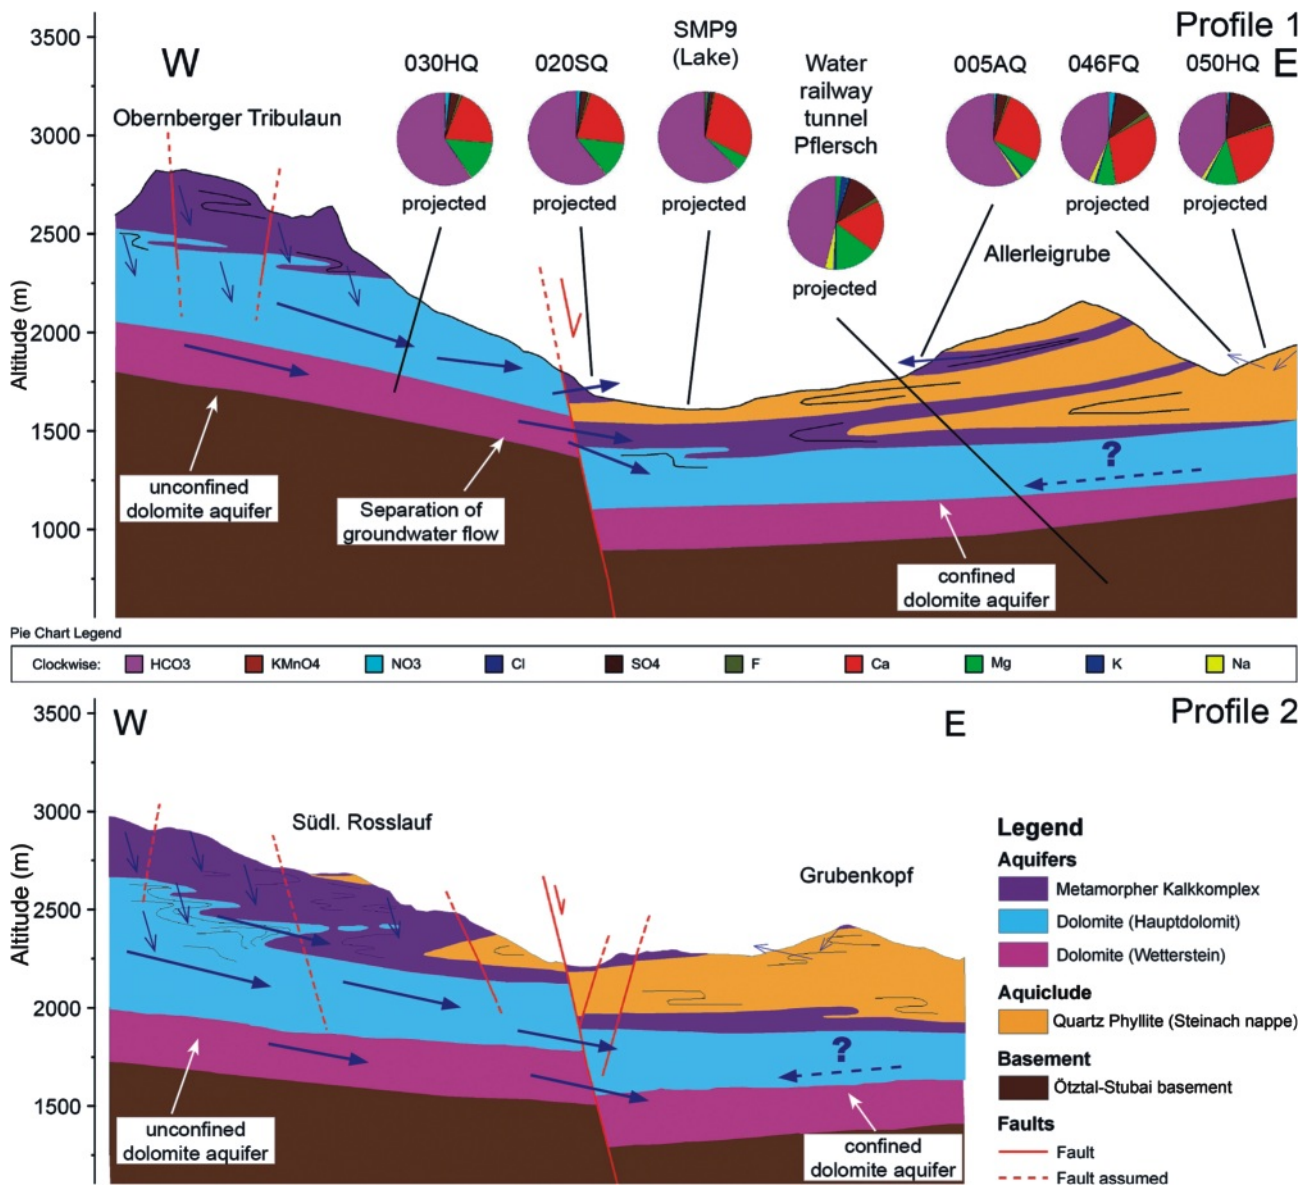 Profile 1
W
E
030HQ
020SQ
SMP9
(Lake)
Water
railway
tunnel
Pflersch
005AQ
046FQ
050HQ
projected
projected
projected
projected
projected
projected
Obernberger Tribulaun
Allerleigrube
Altitude (m)
3500
3000
2500
2000
1500
1000
unconfined
dolomite aquifer
Separation of
groundwater flow
?
confined
dolomite aquifer
Pie Chart Legend
Clockwise: HCO3 KMnO4 NO3 Cl SO4 F Ca Mg K Na
Profile 2
W
E
Südl. Rosslauf
Grubenkopf
Altitude (m)
3500
3000
2500
2000
1500
unconfined
dolomite aquifer
?
confined
dolomite aquifer
Legend
Aquifers
Metamorpher Kalkkomplex
Dolomite (Hauptdolomit)
Dolomite (Wetterstein)
Aquiclude
Quartz Phyllite (Steinach nappe)
Basement
Ötztal-Stubai basement
Faults
Fault
Fault assumed